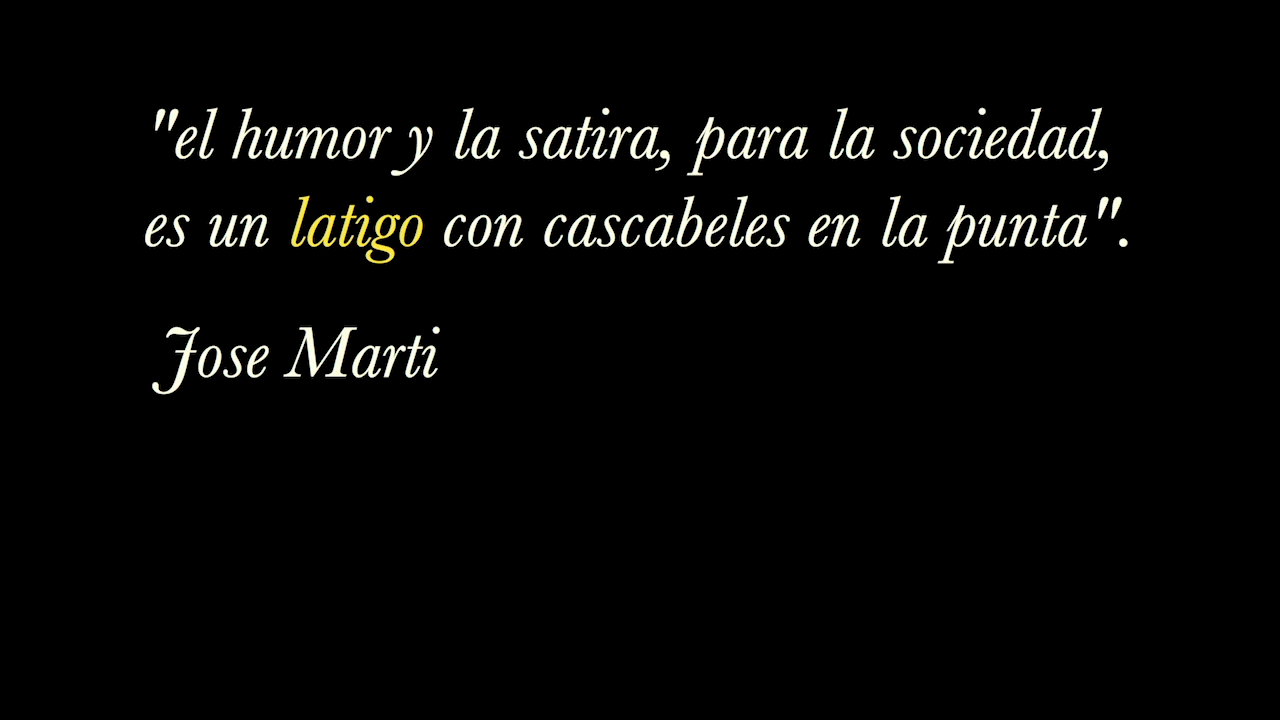 "el humor y la satira, para la sociedad,
es un latigo con cascabeles en la punta".
Jose Marti